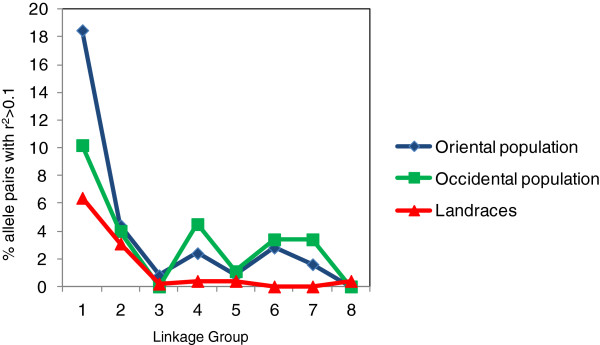 % allele pairs with r²>0.1
20
18
16
14
12
10
8
6
4
2
0
1 2 3 4 5 6 7 8
Linkage Group
Oriental population
Occidental population
Landraces